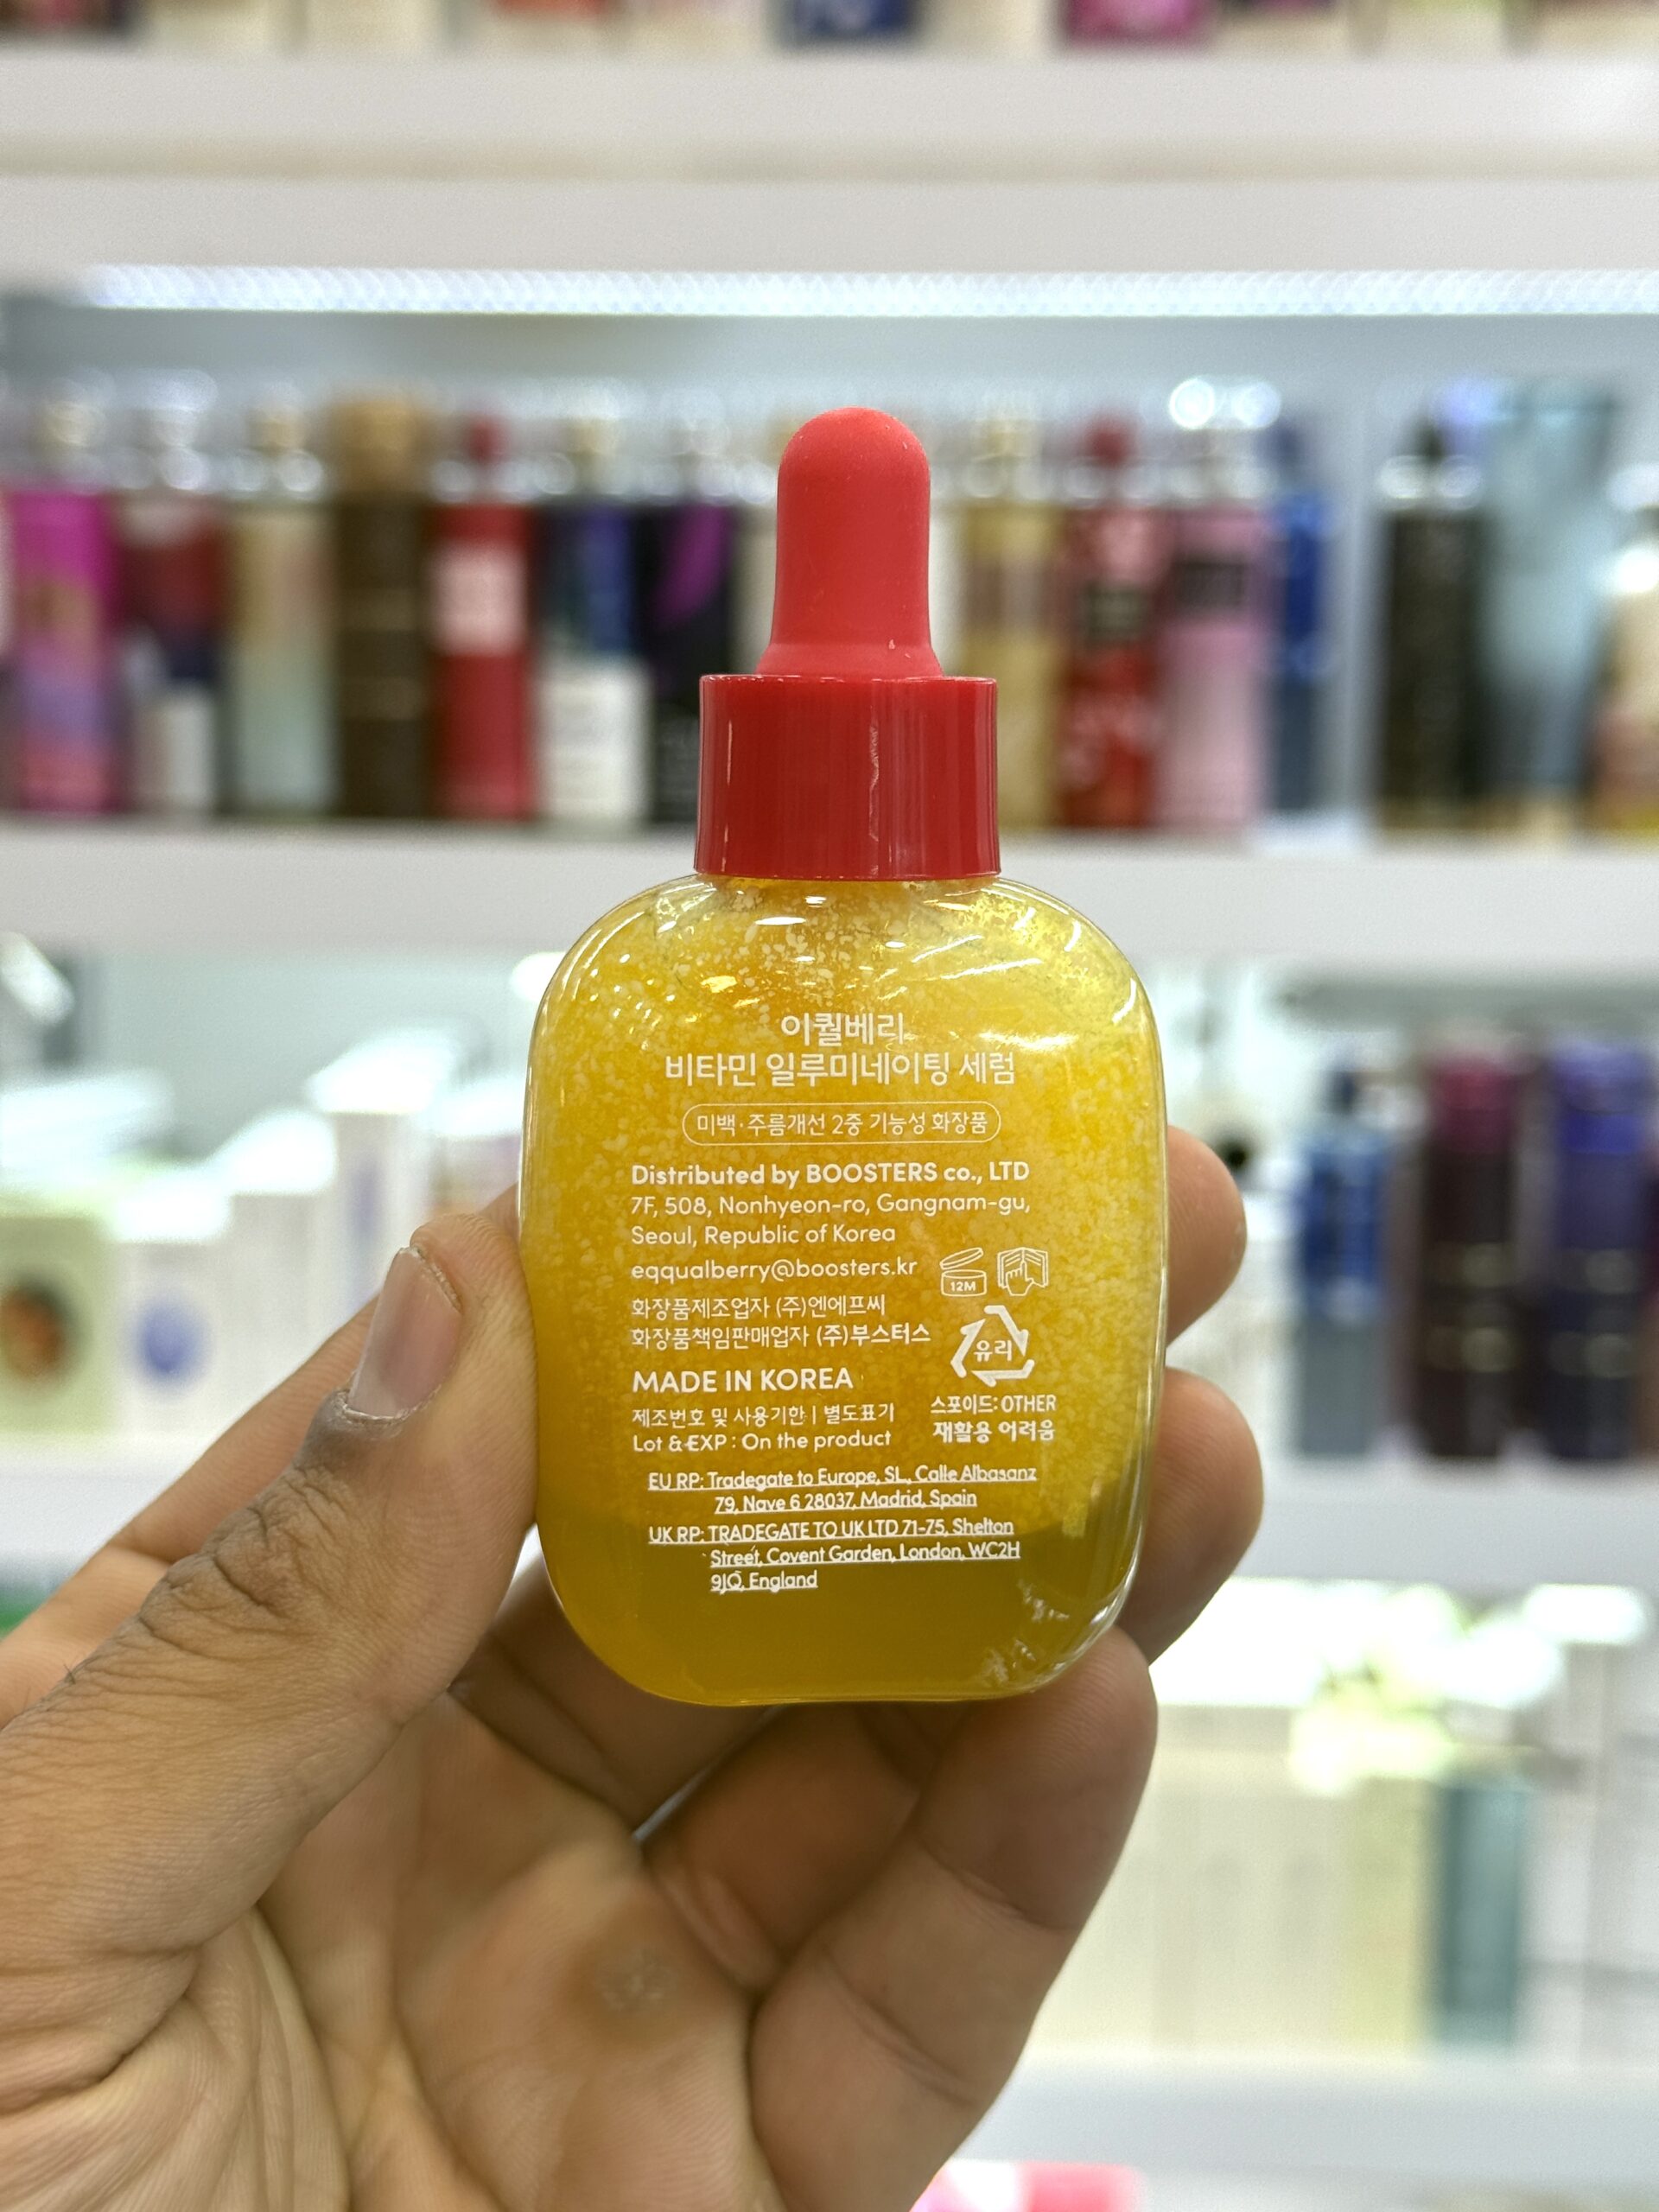 이퀄베리
비타민 일루미네이팅 세럼
미백·주름개선 2중 기능성 화장품
Distributed by BOOSTERS co., LTD
7F, 508, Nonhyeon-ro, Gangnam-gu,
Seoul, Republic of Korea
eqqualberry@boosters.kr
12M
화장품제조업자 (주)엔에프씨
화장품책임판매업자 (주)부스터스
유리
MADE IN KOREA
스포이드: OTHER
재활용 어려움
제조번호 및 사용기한 | 별도표기
Lot & EXP : On the product
EU RP: Tradegate to Europe, SL, Calle Albasanz
79, Nave 6 28037, Madrid, Spain
UK RP: TRADEGATE TO UK LTD 71-75, Shelton
Street, Covent Garden, London, WC2H
9JQ, England